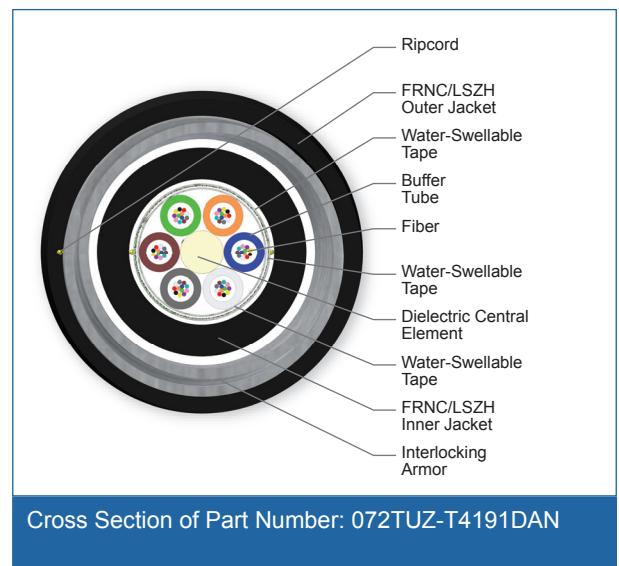 Ripcord
FRNC/LSZH
Outer Jacket
Water-Swellable
Tape
Buffer
Tube
Fiber
Water-Swellable
Tape
Dielectric Central
Element
Water-Swellable
Tape
FRNC/LSZH
Inner Jacket
Interlocking
Armor
Cross Section of Part Number: 072TUZ-T4191DAN